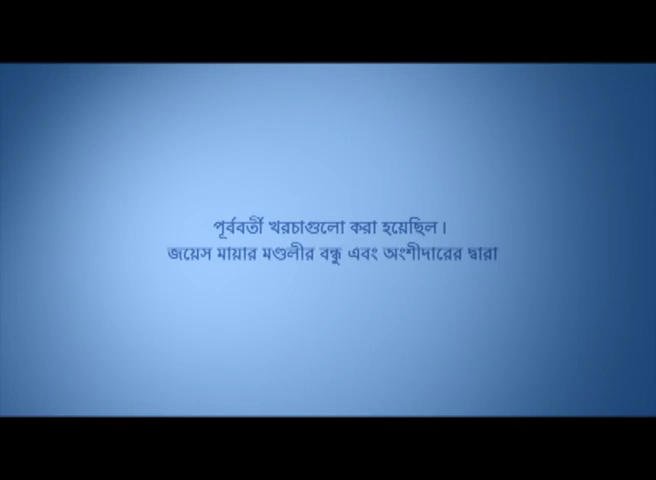 পূর্ববর্তী খরচাগুলো করা হয়েছিল।
জয়েস মায়ার মণ্ডলীর বন্ধু এবং অংশীদারের দ্বারা